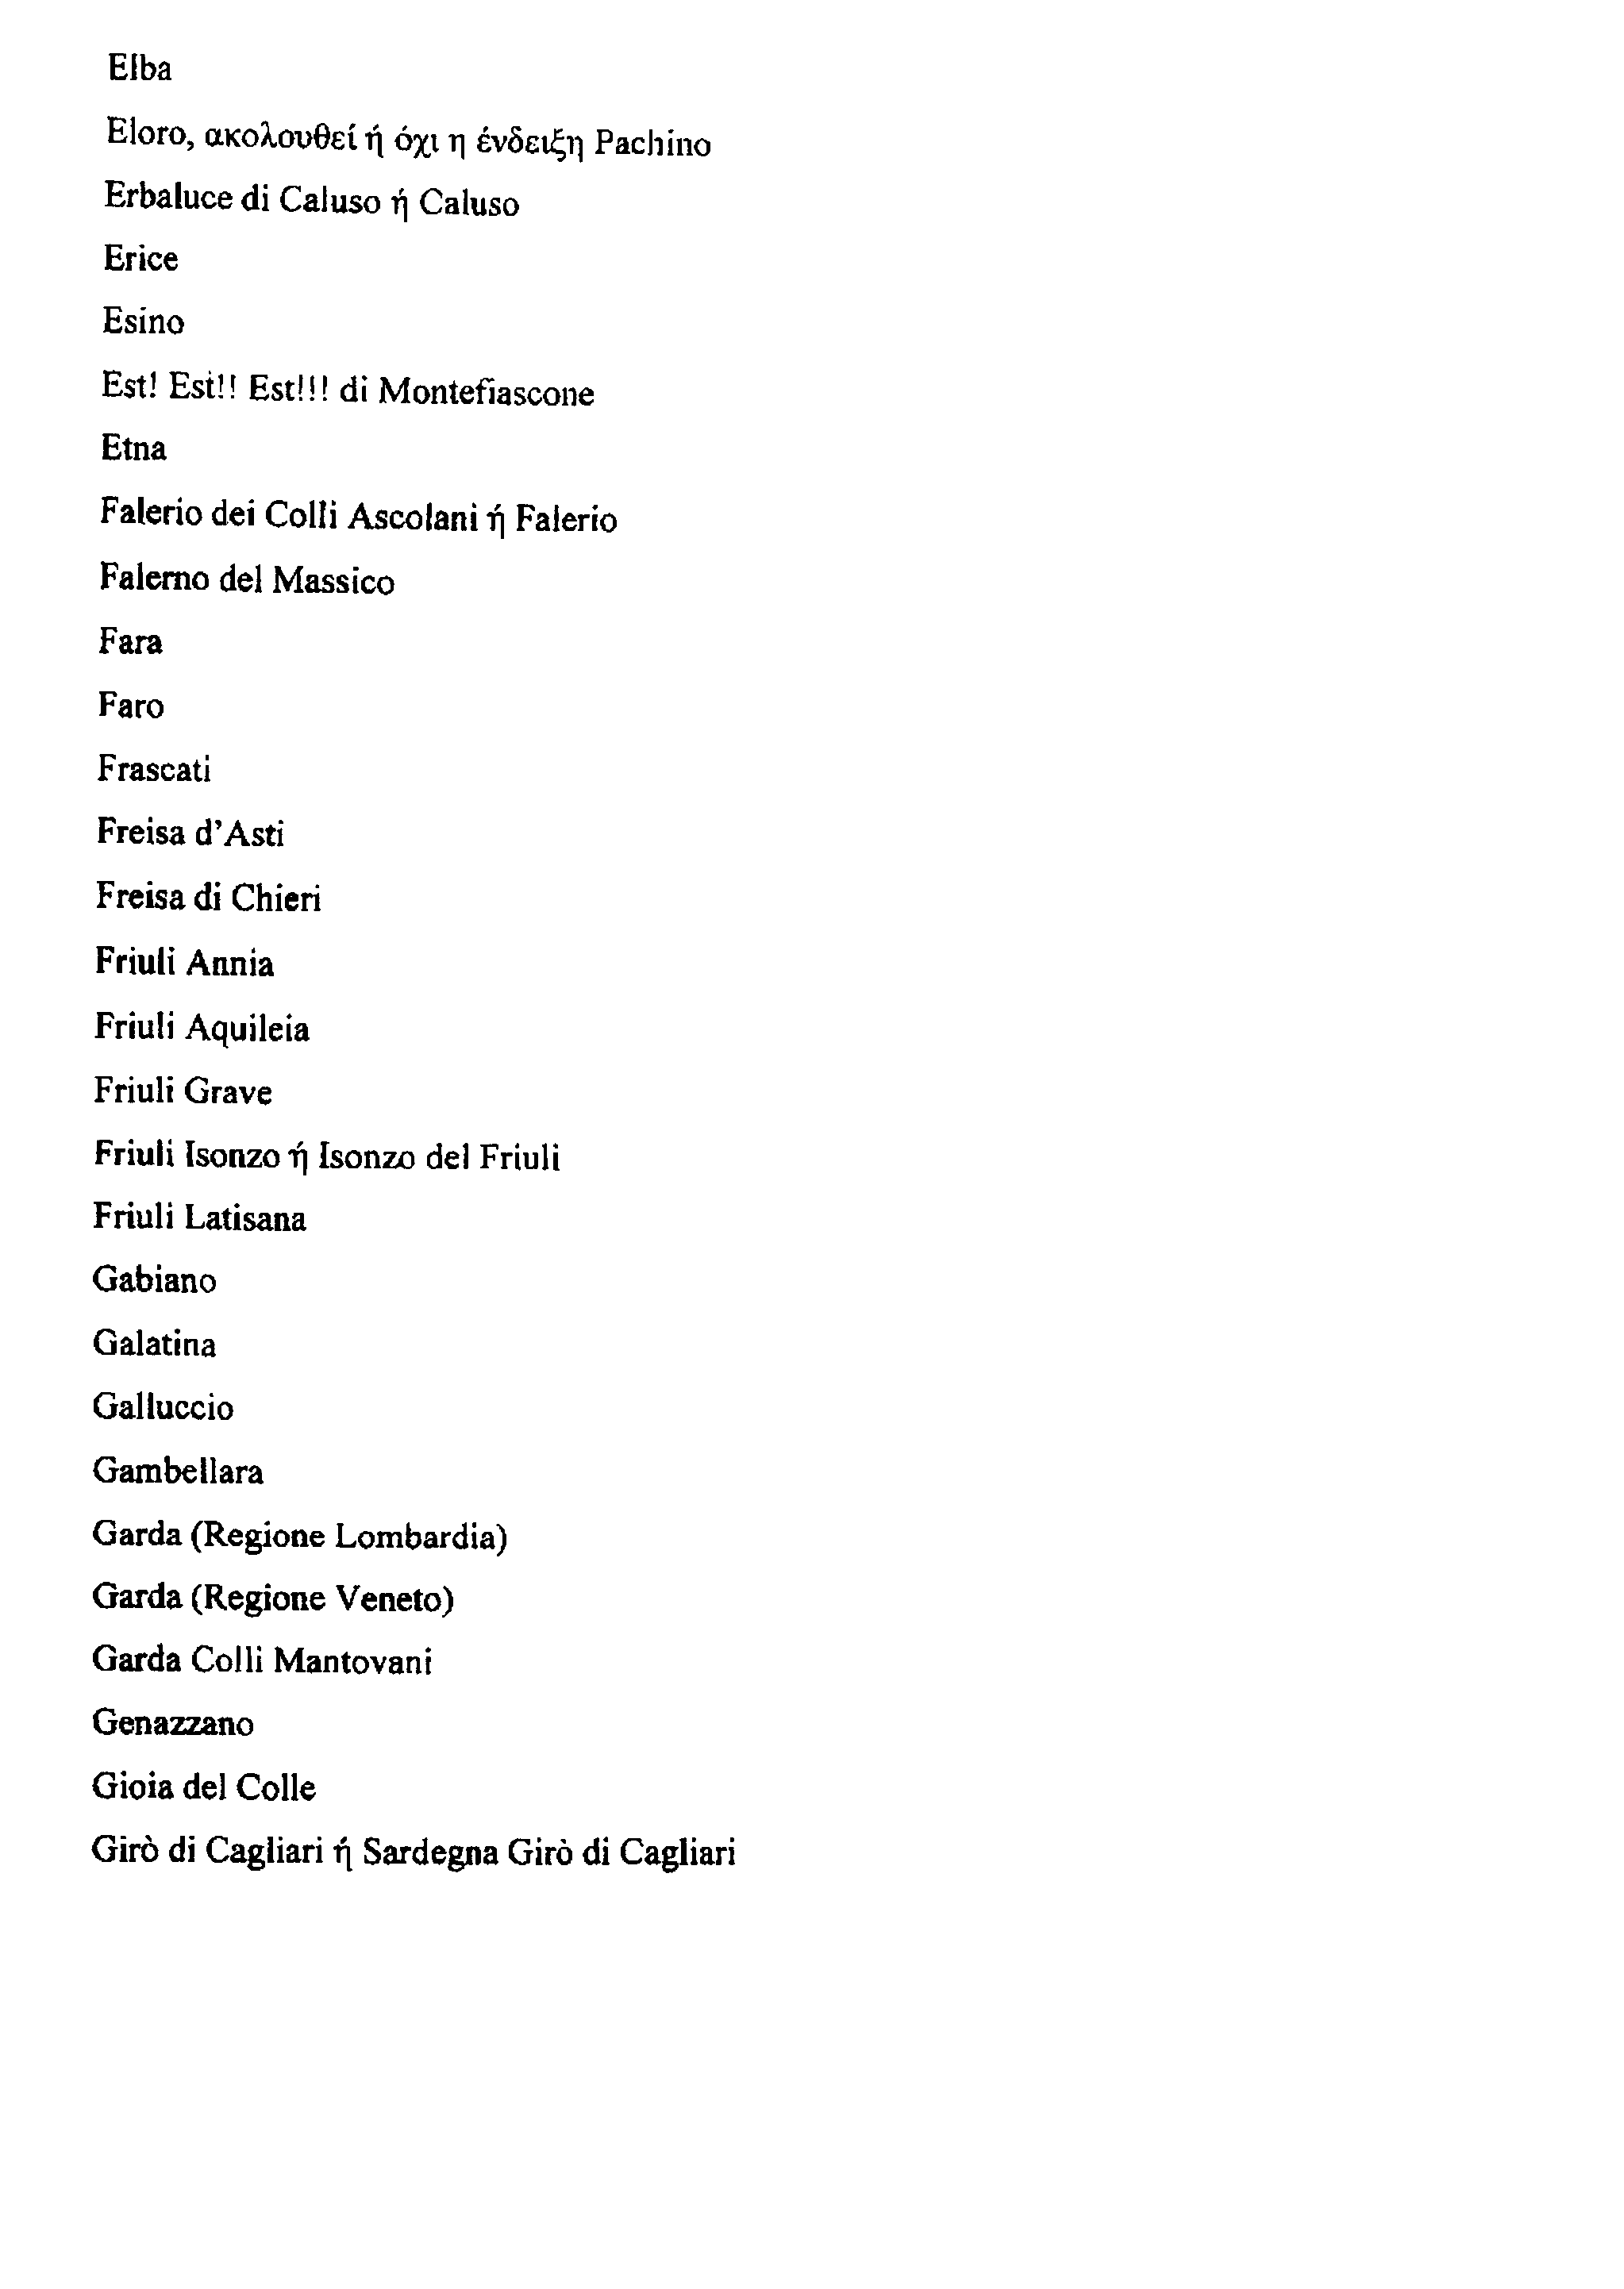 Elba
Eloro, ακολουθεί ή όχι η ένδειξη Pachino
Erbaluce di Caluso ή Caluso
Erice
Esino
Est! Est!! Est!!! di Montefiascone
Etna
Falerio dei Colli Ascolani ή Falerio
Falerno del Massico
Fara
Faro
Frascati
Freisa d’Asti
Freisa di Chieri
Friuli Annia
Friuli Aquileia
Friuli Grave
Friuli Isonzo ή Isonzo del Friuli
Friuli Latisana
Gabiano
Galatina
Galluccio
Gambellara
Garda (Regione Lombardia)
Garda (Regione Veneto)
Garda Colli Mantovani
Genazzano
Gioia del Colle
Girò di Cagliari ή Sardegna Girò di Cagliari